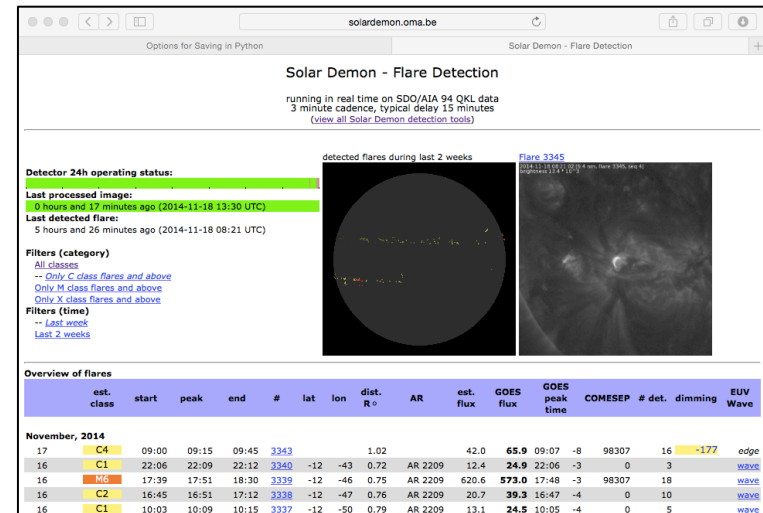 solardemon.oma.be
Options for Saving in Python
Solar Demon - Flare Detection
Solar Demon - Flare Detection
running in real time on SDO/AIA 94 QKL data
3 minute cadence, typical delay 15 minutes
(view all Solar Demon detection tools)
detected flares during last 2 weeks
Flare 3345
Detector 24h operating status:
Last processed image:
0 hours and 17 minutes ago (2014-11-18 13:30 UTC)
Last detected flare:
5 hours and 26 minutes ago (2014-11-18 08:21 UTC)
Filters (category)
All classes
-- Only C class flares and above
Only M class flares and above
Only X class flares and above
Filters (time)
-- Last week
Last 2 weeks
Overview of flares
est. class start peak end # lat lon dist. R☉ AR est. flux GOES flux GOES peak time COMESEP # det. dimming EUV Wave
November, 2014
17 C4 09:00 09:15 09:45 3343 1.02 42.0 65.9 09:07 -8 98307 16 -177 edge
16 C1 22:06 22:09 22:12 3340 -12 -43 0.72 AR 2209 12.4 24.9 22:06 -3 0 3 wave
16 M6 17:39 17:51 18:30 3339 -12 -46 0.75 AR 2209 620.6 573.0 17:48 -3 98307 18 wave
16 C2 16:45 16:51 17:12 3338 -12 -47 0.76 AR 2209 20.7 39.3 16:47 -4 0 10 wave
16 C1 10:03 10:09 10:15 3337 -12 -50 0.79 AR 2209 13.1 24.5 10:05 -4 0 5 wave